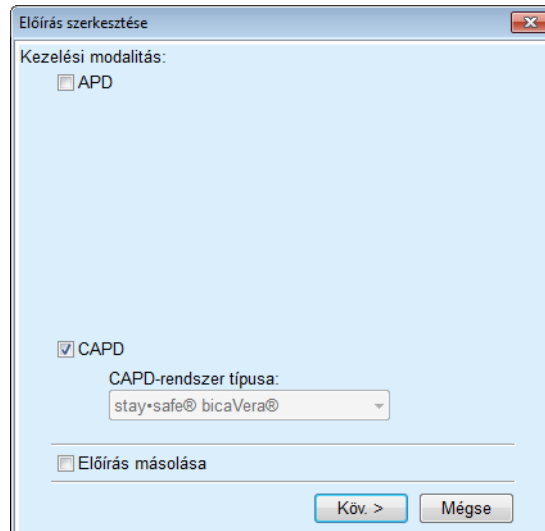 Előírás szerkesztése
Kezelési modalitás:
APD
CAPD
CAPD-rendszer típusa:
stay•safe® bicaVera®
Előírás másolása
Köv. > Mégse